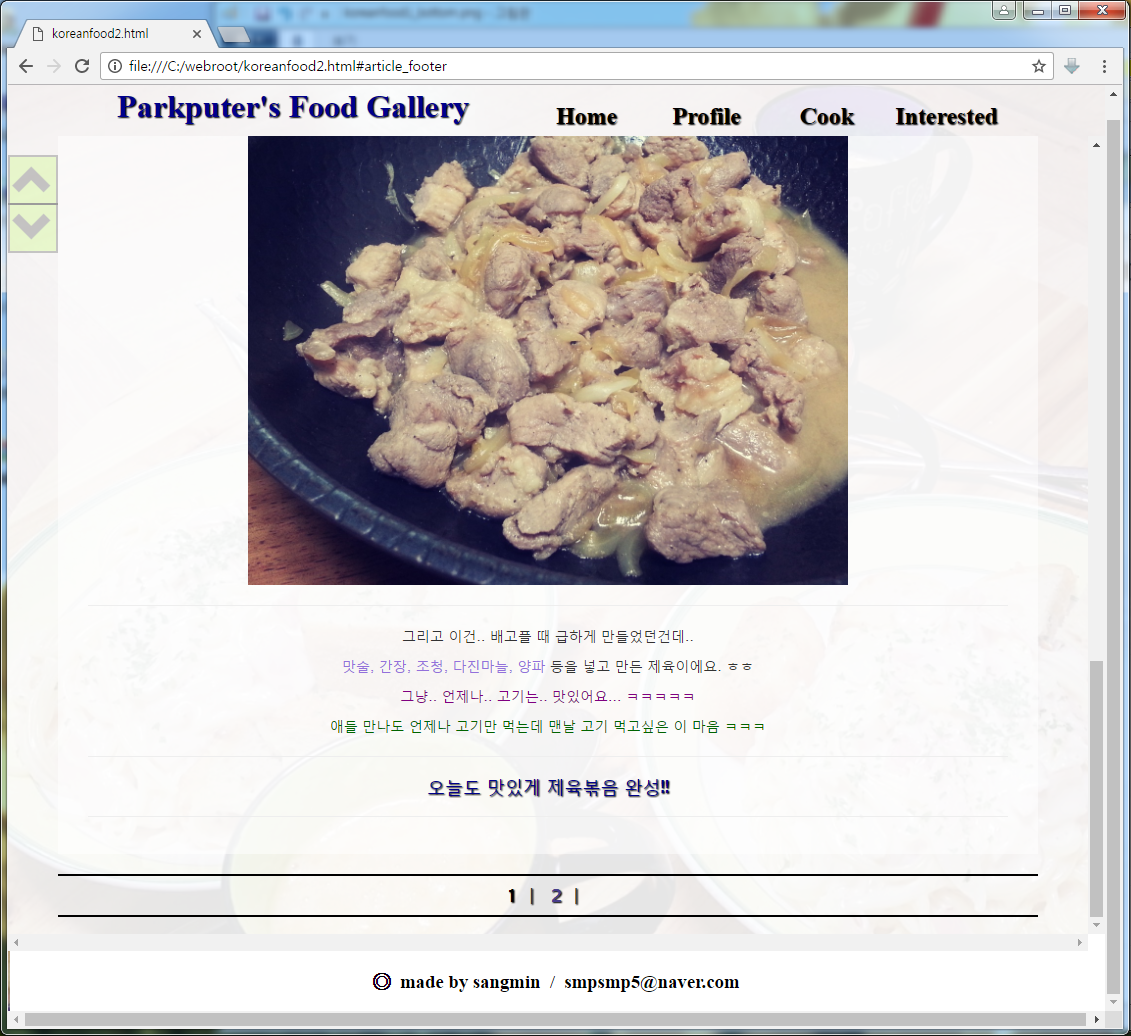 koreanfood2.html
file:///C:/webroot/koreanfood2.html#article_footer
Parkputer's Food Gallery
Home Profile Cook Interested
그리고 이건.. 배고플 때 급하게 만들었던건데..
맛술, 간장, 조청, 다진마늘, 양파 등을 넣고 만든 제육이에요. ㅎㅎ
그냥.. 언제나.. 고기는.. 맛있어요... ㅋㅋㅋㅋㅋ
애들 만나도 언제나 고기만 먹는데 맨날 고기 먹고싶은 이 마음 ㅋㅋㅋ
오늘도 맛있게 제육볶음 완성!!
1 | 2 |
made by sangmin / smpsmp5@naver.com